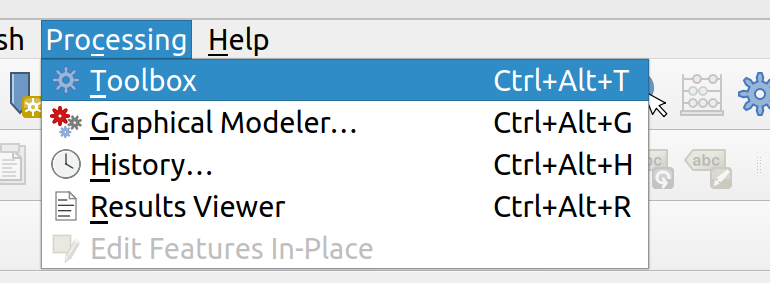 sh Processing Help
Toolbox Ctrl+Alt+T
Graphical Modeler... Ctrl+Alt+G
History... Ctrl+Alt+H
Results Viewer Ctrl+Alt+R
Edit Features In-Place
bc abc